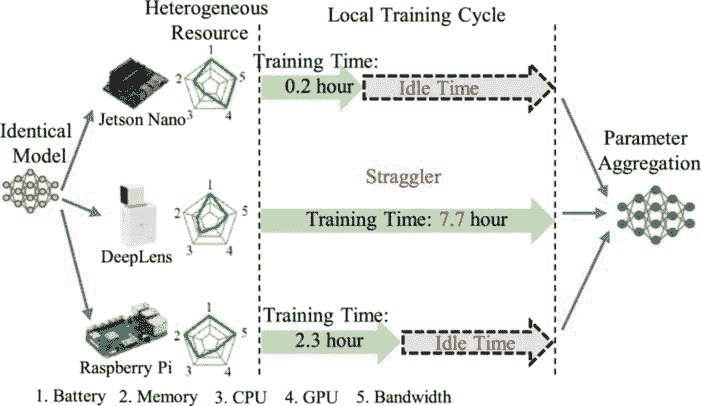 Heterogeneous
Resource
Local Training Cycle
Identical
Model
1
2
3
4
5
Jetson Nano
Training Time:
0.2 hour
Idle Time
1
2
3
4
5
DeepLens
Straggler
Training Time: 7.7 hour
1
2
3
4
5
Raspberry Pi
Training Time:
2.3 hour
Idle Time
Parameter
Aggregation
1. Battery 2. Memory 3. CPU 4. GPU 5. Bandwidth